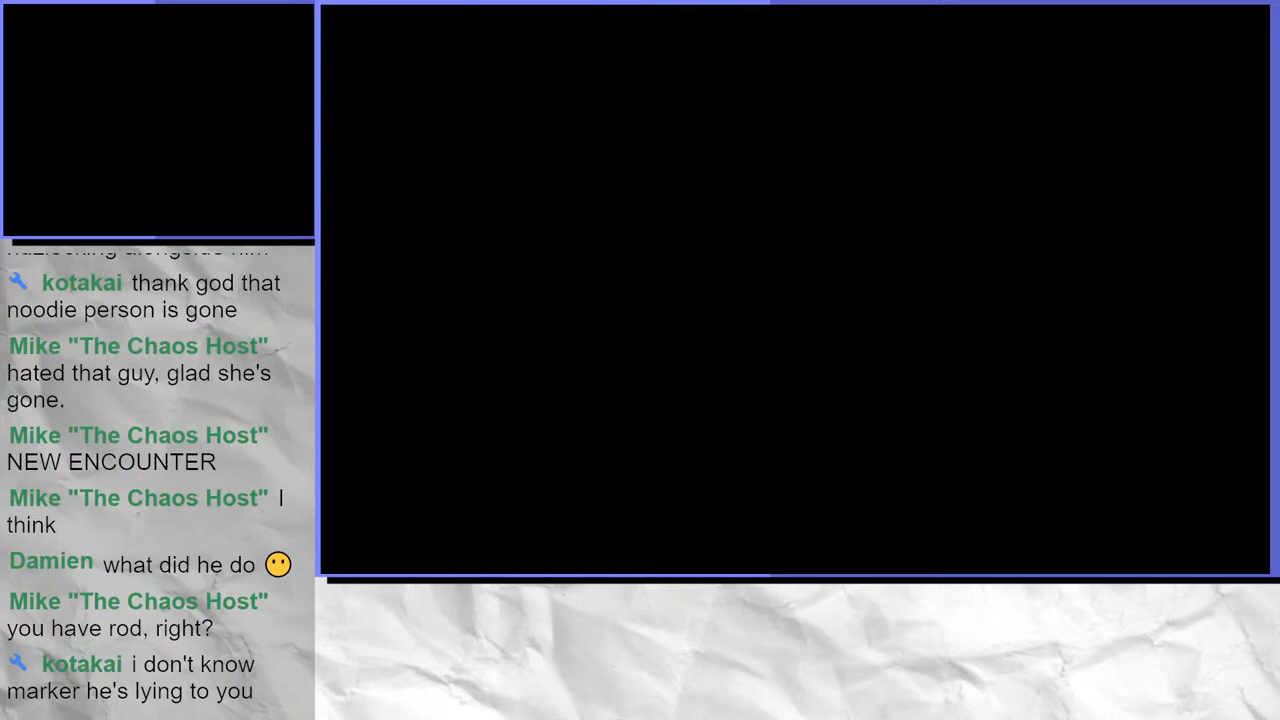 kotakai thank god that
noodie person is gone
Mike "The Chaos Host"
hated that guy, glad she's
gone.
Mike "The Chaos Host"
NEW ENCOUNTER
Mike "The Chaos Host" I
think
Damien what did he do 😶
Mike "The Chaos Host"
you have rod, right?
kotakai i don't know
marker he's lying to you